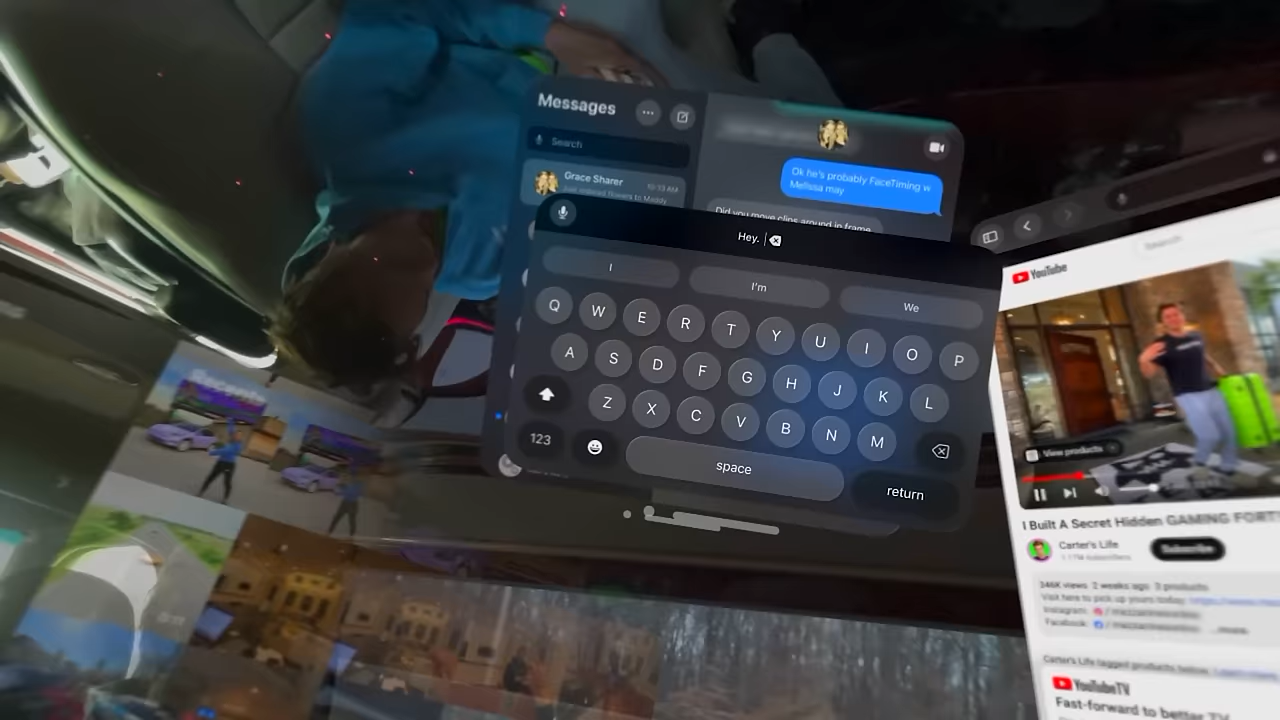 Messages
Search
Grace Sharer
10:13 AM
Ok he's probably FaceTiming w
Melissa may
Did you move clips around in frame
Hey.
I
I'm
We
Q W E R T Y U I O P
A S D F G H J K L
Z X C V B N M
123
space
return
YouTube
Search
View products
I Built A Secret Hidden GAMING FORT
Carter's Life
Subscribe
346K views 2 weeks ago 3 products
Visit here to pick up yours today:
Instagram:
Facebook:
...more
Carter's Life tagged products below.
YouTubeTV
Fast-forward to better TV